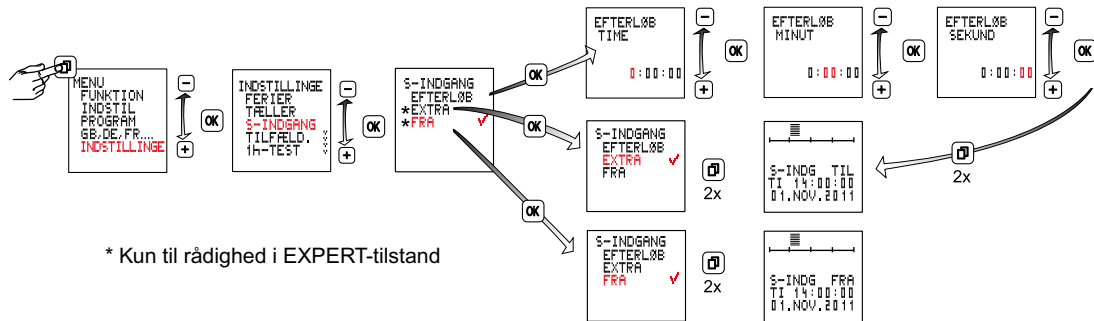 MENU
FUNKTION
INDSTIL
PROGRAM
GB,DE,FR....
INDSTILLINGE
OK
INDSTILLINGE
FERIER
TÆLLER
S-INDGANG
TILFÆLD.
1h-TEST
OK
S-INDGANG
EFTERLØB
*EXTRA
*FRA
OK
OK
OK
EFTERLØB
TIME
0:00:00
OK
EFTERLØB
MINUT
0:00:00
OK
EFTERLØB
SEKUND
0:00:00
OK
S-INDGANG
EFTERLØB
EXTRA
FRA
2x
S-INDG TIL
TI 14:00:00
01.NOV.2011
2x
S-INDGANG
EFTERLØB
EXTRA
FRA
2x
S-INDG FRA
TI 14:00:00
01.NOV.2011
* Kun til rådighed i EXPERT-tilstand